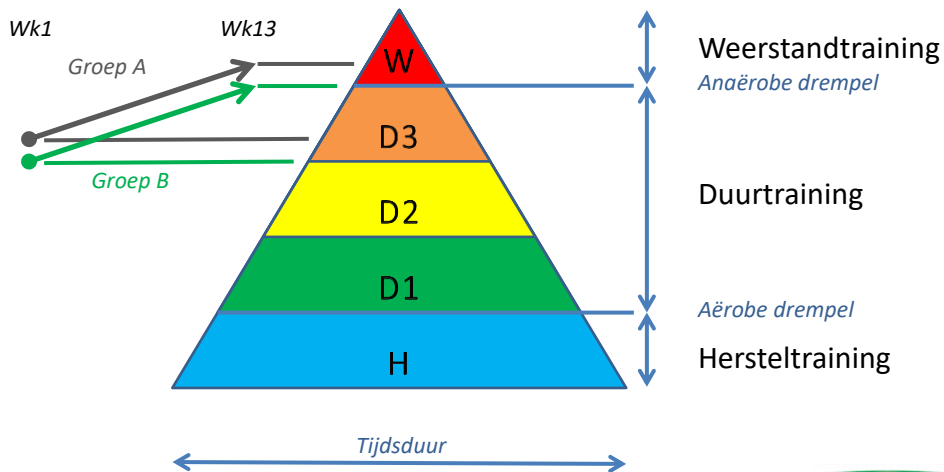 Wk1
Wk13
Groep A
Groep B
W
D3
D2
D1
H
Weerstandtraining
Anaërobe drempel
Duurtraining
Aërobe drempel
Hersteltraining
Tijdsduur